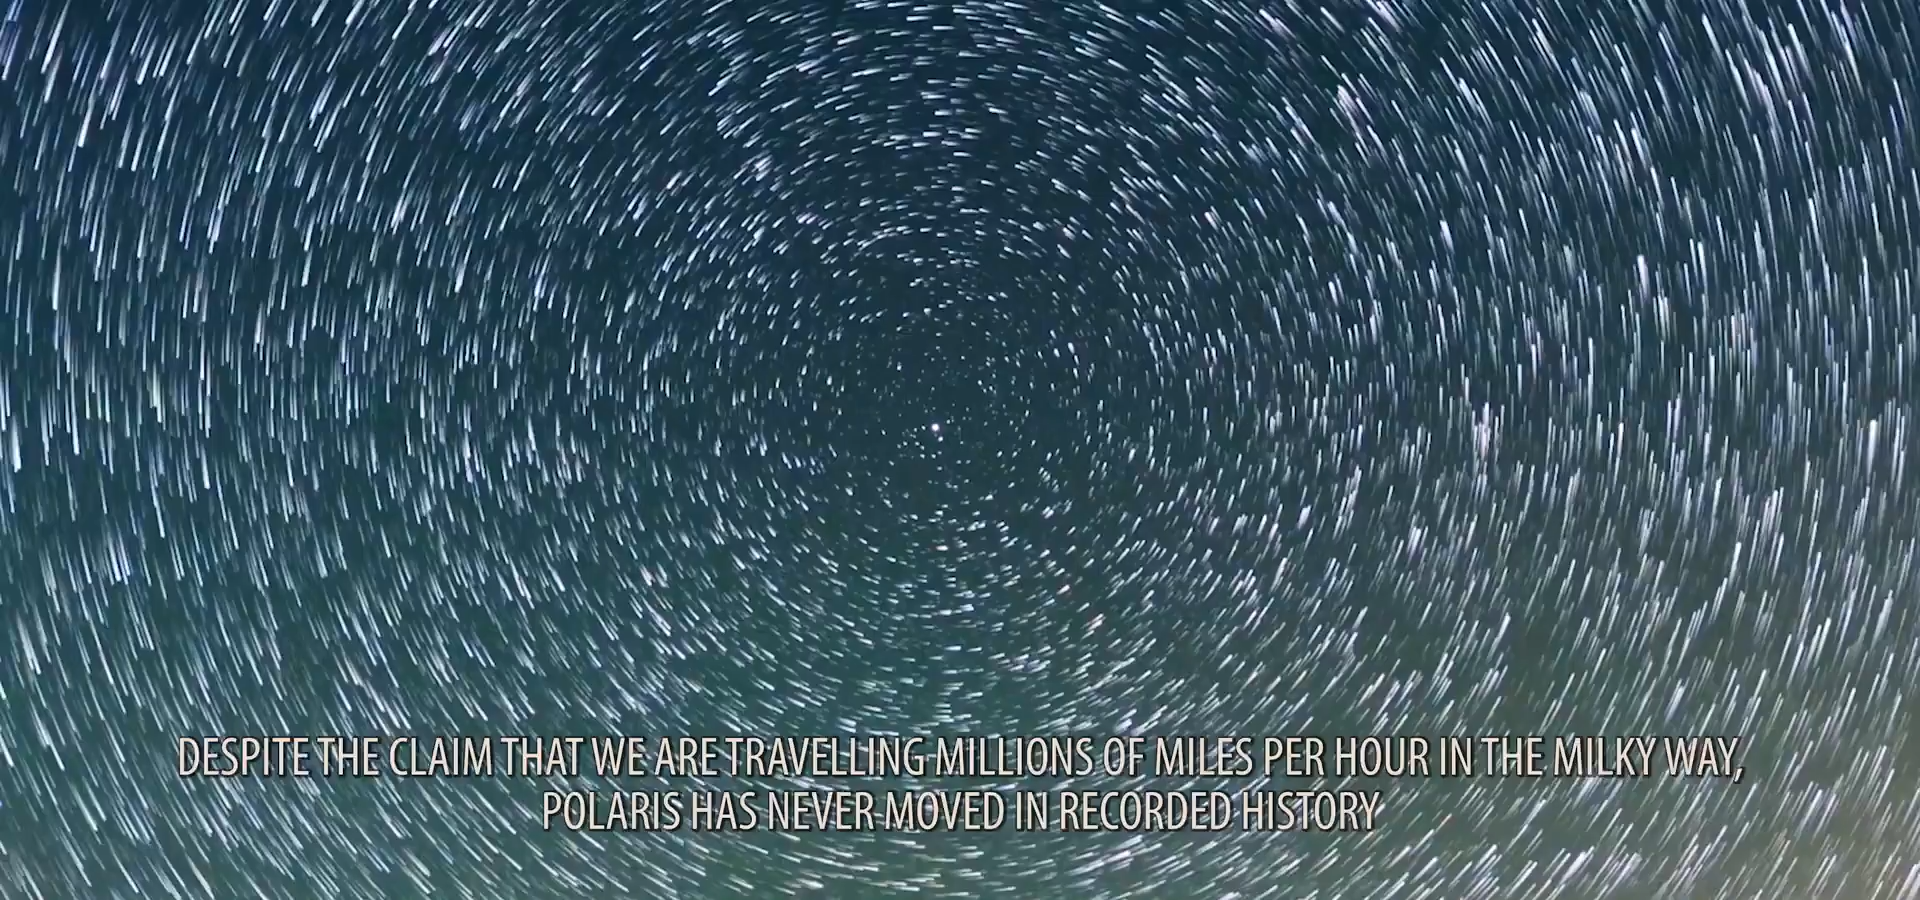 DESPITE THE CLAIM THAT WE ARE TRAVELLING MILLIONS OF MILES PER HOUR IN THE MILKY WAY,
POLARIS HAS NEVER MOVED IN RECORDED HISTORY